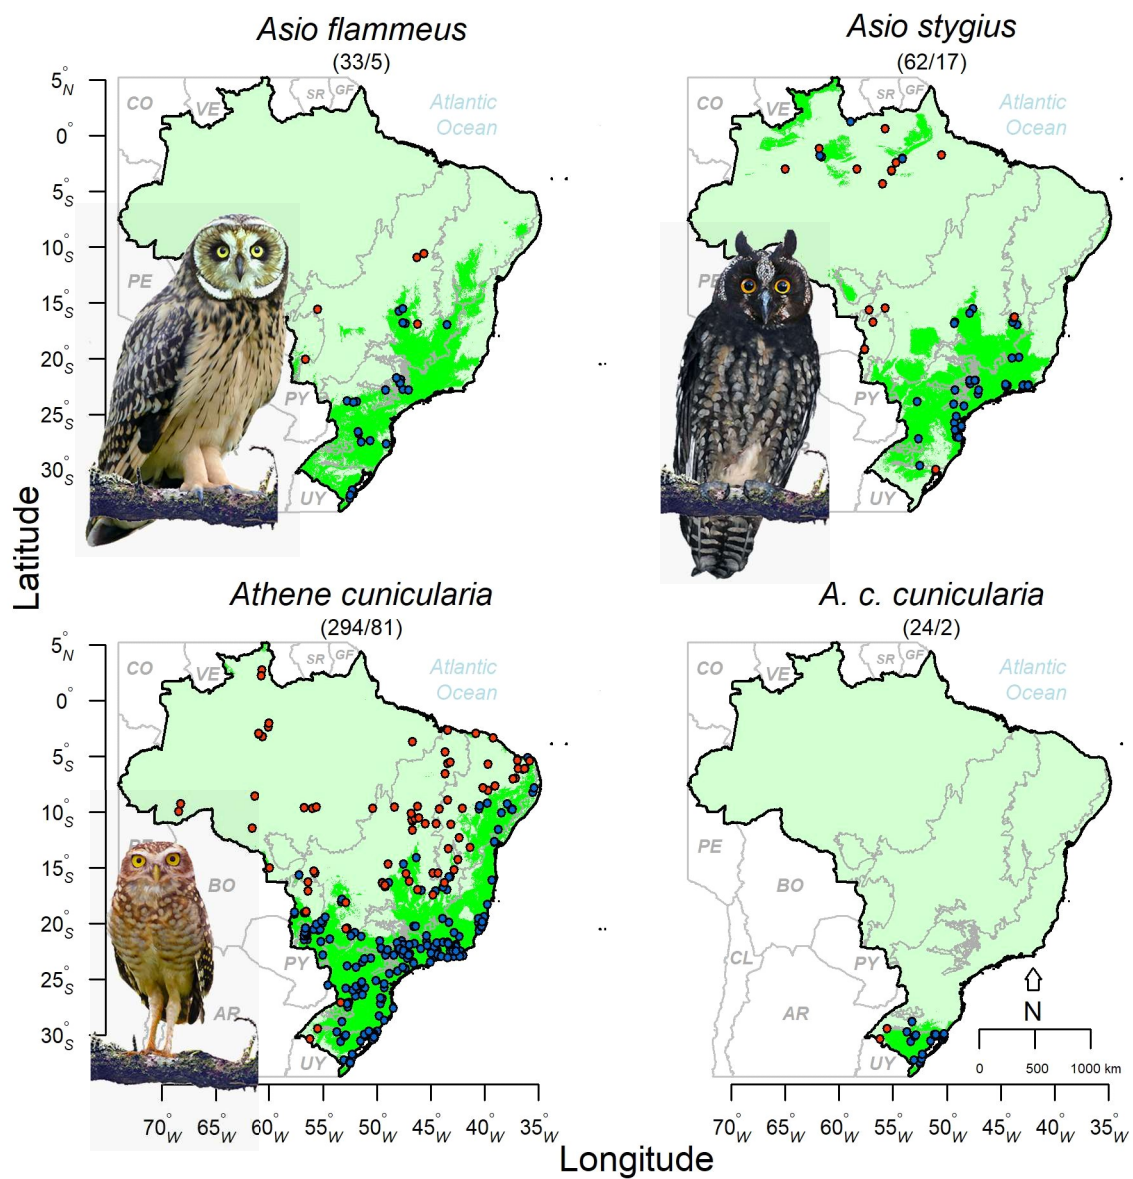 Asio flammeus
(33/5)
Asio stygius
(62/17)
5°N
0°
5°S
10°S
15°S
20°S
25°S
30°S
CO
VE
SR
GF
Atlantic
Ocean
PE
PY
UY
CO
VE
SR
GF
Atlantic
Ocean
PE
PY
UY
Latitude
Athene cunicularia
(294/81)
A. c. cunicularia
(24/2)
5°N
0°
5°S
10°S
15°S
20°S
25°S
30°S
CO
VE
SR
GF
Atlantic
Ocean
PE
BO
PY
AR
UY
CO
VE
SR
GF
Atlantic
Ocean
PE
BO
CL
PY
AR
UY
N
0 500 1000 km
70°W 65°W 60°W 55°W 50°W 45°W 40°W 35°W
70°W 65°W 60°W 55°W 50°W 45°W 40°W 35°W
Longitude